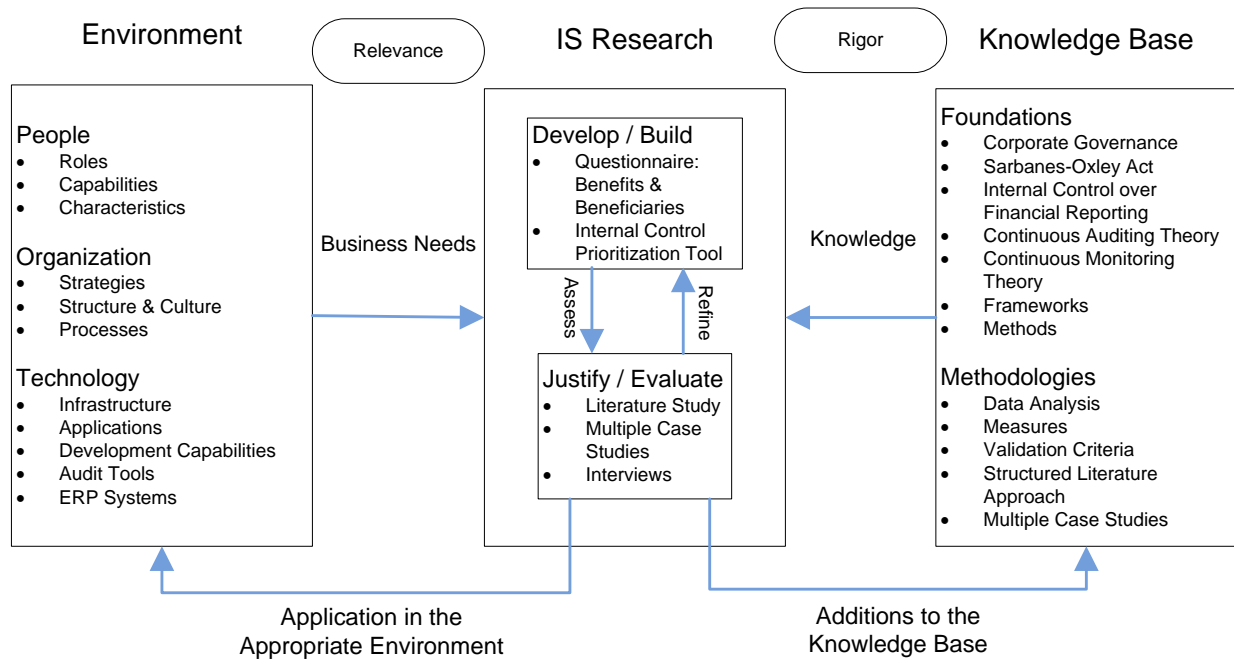 Environment
Relevance
IS Research
Rigor
Knowledge Base
People
• Roles
• Capabilities
• Characteristics
Organization
• Strategies
• Structure & Culture
• Processes
Technology
• Infrastructure
• Applications
• Development Capabilities
• Audit Tools
• ERP Systems
Business Needs
Develop / Build
• Questionnaire:
Benefits &
Beneficiaries
• Internal Control
Prioritization Tool
Assess
Refine
Justify / Evaluate
• Literature Study
• Multiple Case
Studies
• Interviews
Knowledge
Foundations
• Corporate Governance
• Sarbanes-Oxley Act
• Internal Control over
Financial Reporting
• Continuous Auditing Theory
• Continuous Monitoring
Theory
• Frameworks
• Methods
Methodologies
• Data Analysis
• Measures
• Validation Criteria
• Structured Literature
Approach
• Multiple Case Studies
Application in the
Appropriate Environment
Additions to the
Knowledge Base